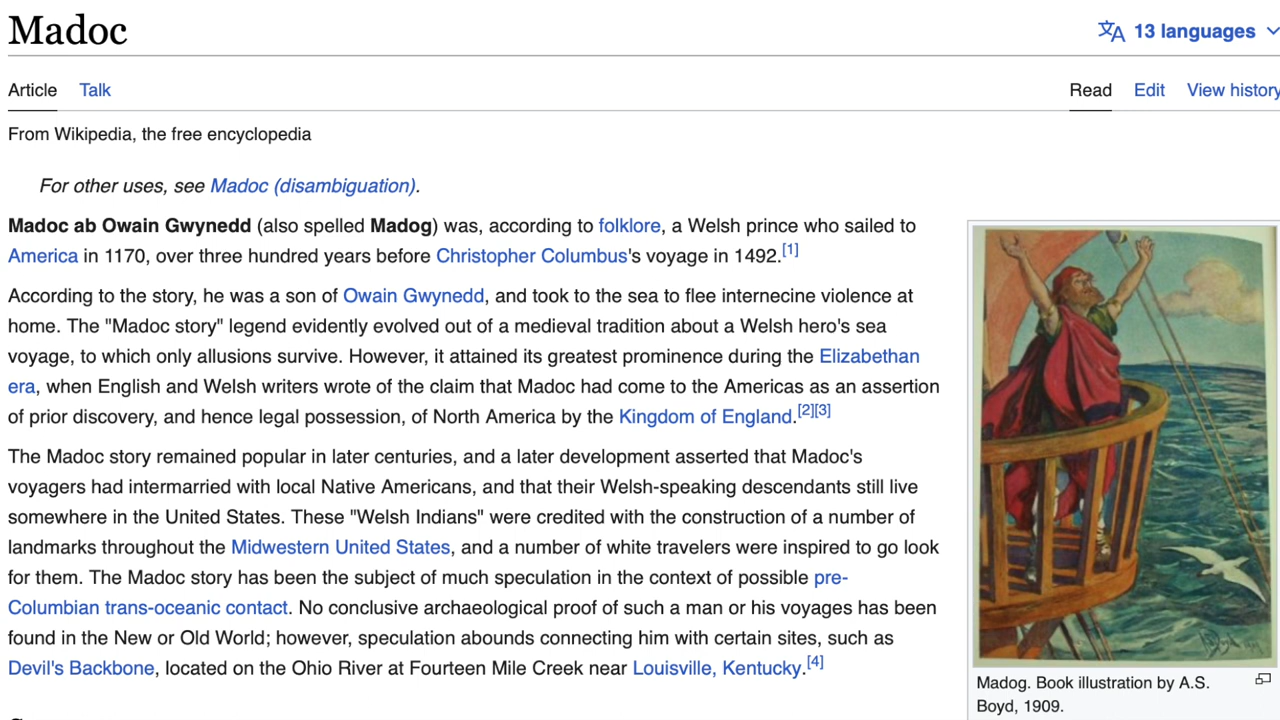 Madoc
13 languages
Article Talk Read Edit View history
From Wikipedia, the free encyclopedia
For other uses, see Madoc (disambiguation).
Madoc ab Owain Gwynedd (also spelled Madog) was, according to folklore, a Welsh prince who sailed to
America in 1170, over three hundred years before Christopher Columbus's voyage in 1492.[1]
According to the story, he was a son of Owain Gwynedd, and took to the sea to flee internecine violence at
home. The "Madoc story" legend evidently evolved out of a medieval tradition about a Welsh hero's sea
voyage, to which only allusions survive. However, it attained its greatest prominence during the Elizabethan
era, when English and Welsh writers wrote of the claim that Madoc had come to the Americas as an assertion
of prior discovery, and hence legal possession, of North America by the Kingdom of England.[2][3]
The Madoc story remained popular in later centuries, and a later development asserted that Madoc's
voyagers had intermarried with local Native Americans, and that their Welsh-speaking descendants still live
somewhere in the United States. These "Welsh Indians" were credited with the construction of a number of
landmarks throughout the Midwestern United States, and a number of white travelers were inspired to go look
for them. The Madoc story has been the subject of much speculation in the context of possible pre-
Columbian trans-oceanic contact. No conclusive archaeological proof of such a man or his voyages has been
found in the New or Old World; however, speculation abounds connecting him with certain sites, such as
Devil's Backbone, located on the Ohio River at Fourteen Mile Creek near Louisville, Kentucky.[4]
Madog. Book illustration by A.S.
Boyd, 1909.